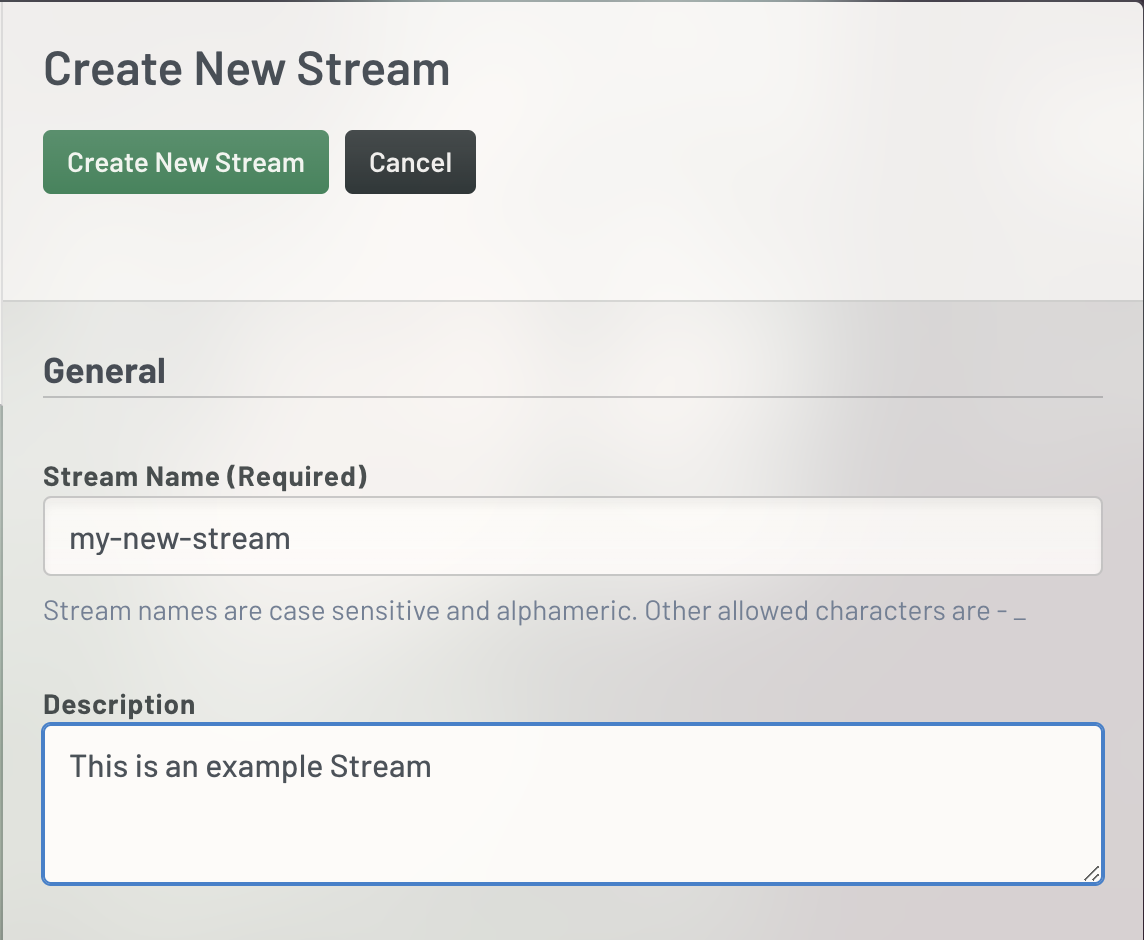 Create New Stream
Create New Stream Cancel
General
Stream Name (Required)
my-new-stream
Stream names are case sensitive and alphameric. Other allowed characters are - _
Description
This is an example Stream